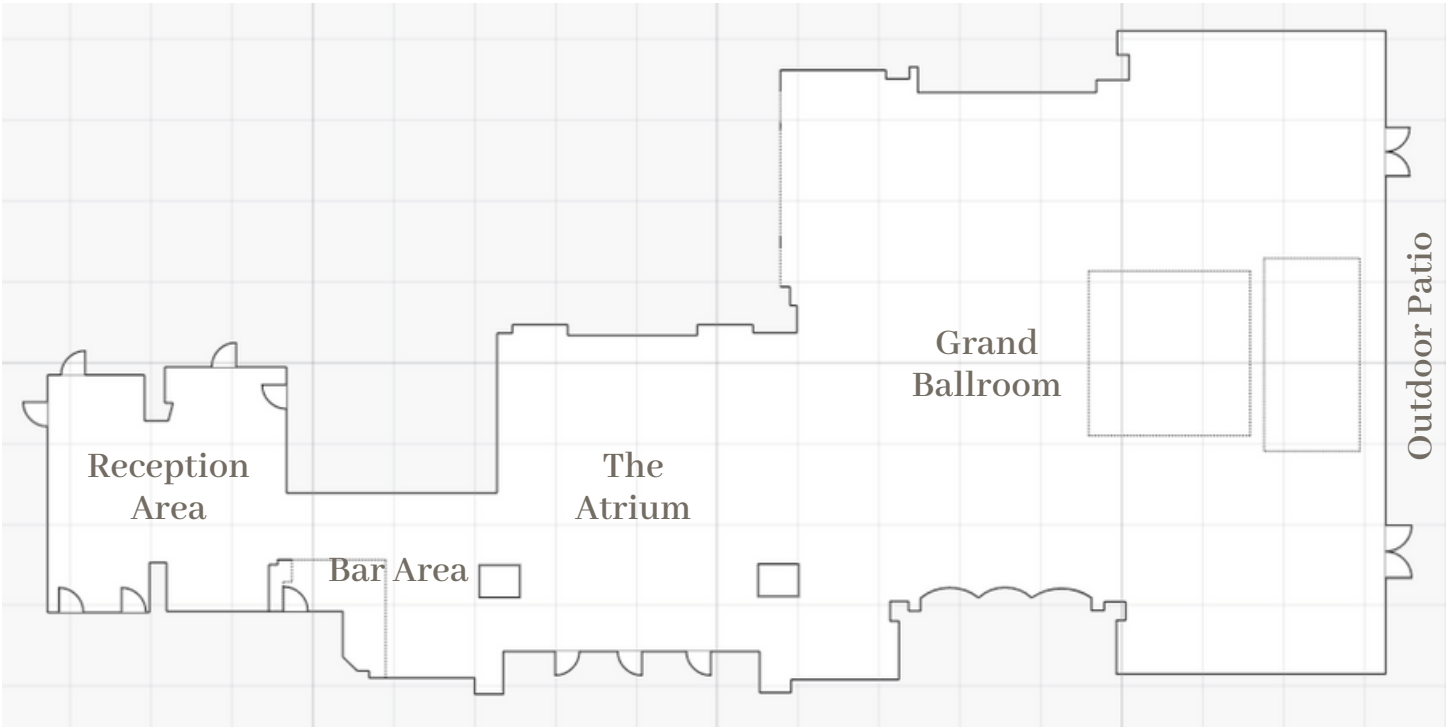 Reception
Area
Bar Area
The
Atrium
Grand
Ballroom
Outdoor Patio